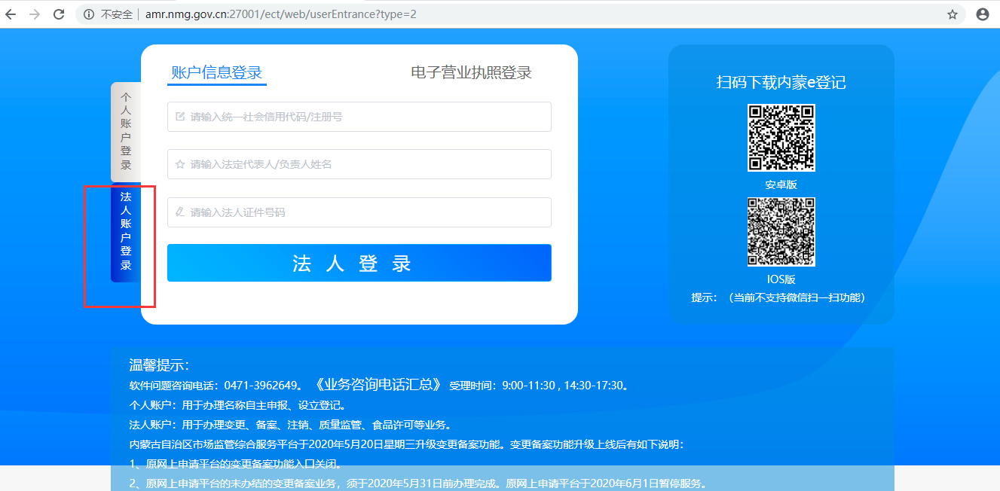 不安全 amr.nmg.gov.cn:27001/ect/web/userEntrance?type=2
账户信息登录 电子营业执照登录
个人账户登录
法人账户登录
请输入统一社会信用代码/注册号
请输入法定代表人/负责人姓名
请输入法人证件号码
法 人 登 录
扫码下载内蒙e登记
安卓版
IOS版
提示：（当前不支持微信扫一扫功能）
温馨提示：
软件问题咨询电话：0471-3962649。 《业务咨询电话汇总》 受理时间：9:00-11:30 , 14:30-17:30。
个人账户：用于办理名称自主申报、设立登记。
法人账户：用于办理变更、备案、注销、质量监管、食品许可等业务。
内蒙古自治区市场监管综合服务平台于2020年5月20日星期三升级变更备案功能。变更备案功能升级上线后有如下说明：
1、原网上申请平台的变更备案功能入口关闭。
2、原网上申请平台的未办结的变更备案业务，须于2020年5月31日前办理完成。原网上申请平台于2020年6月1日暂停服务。